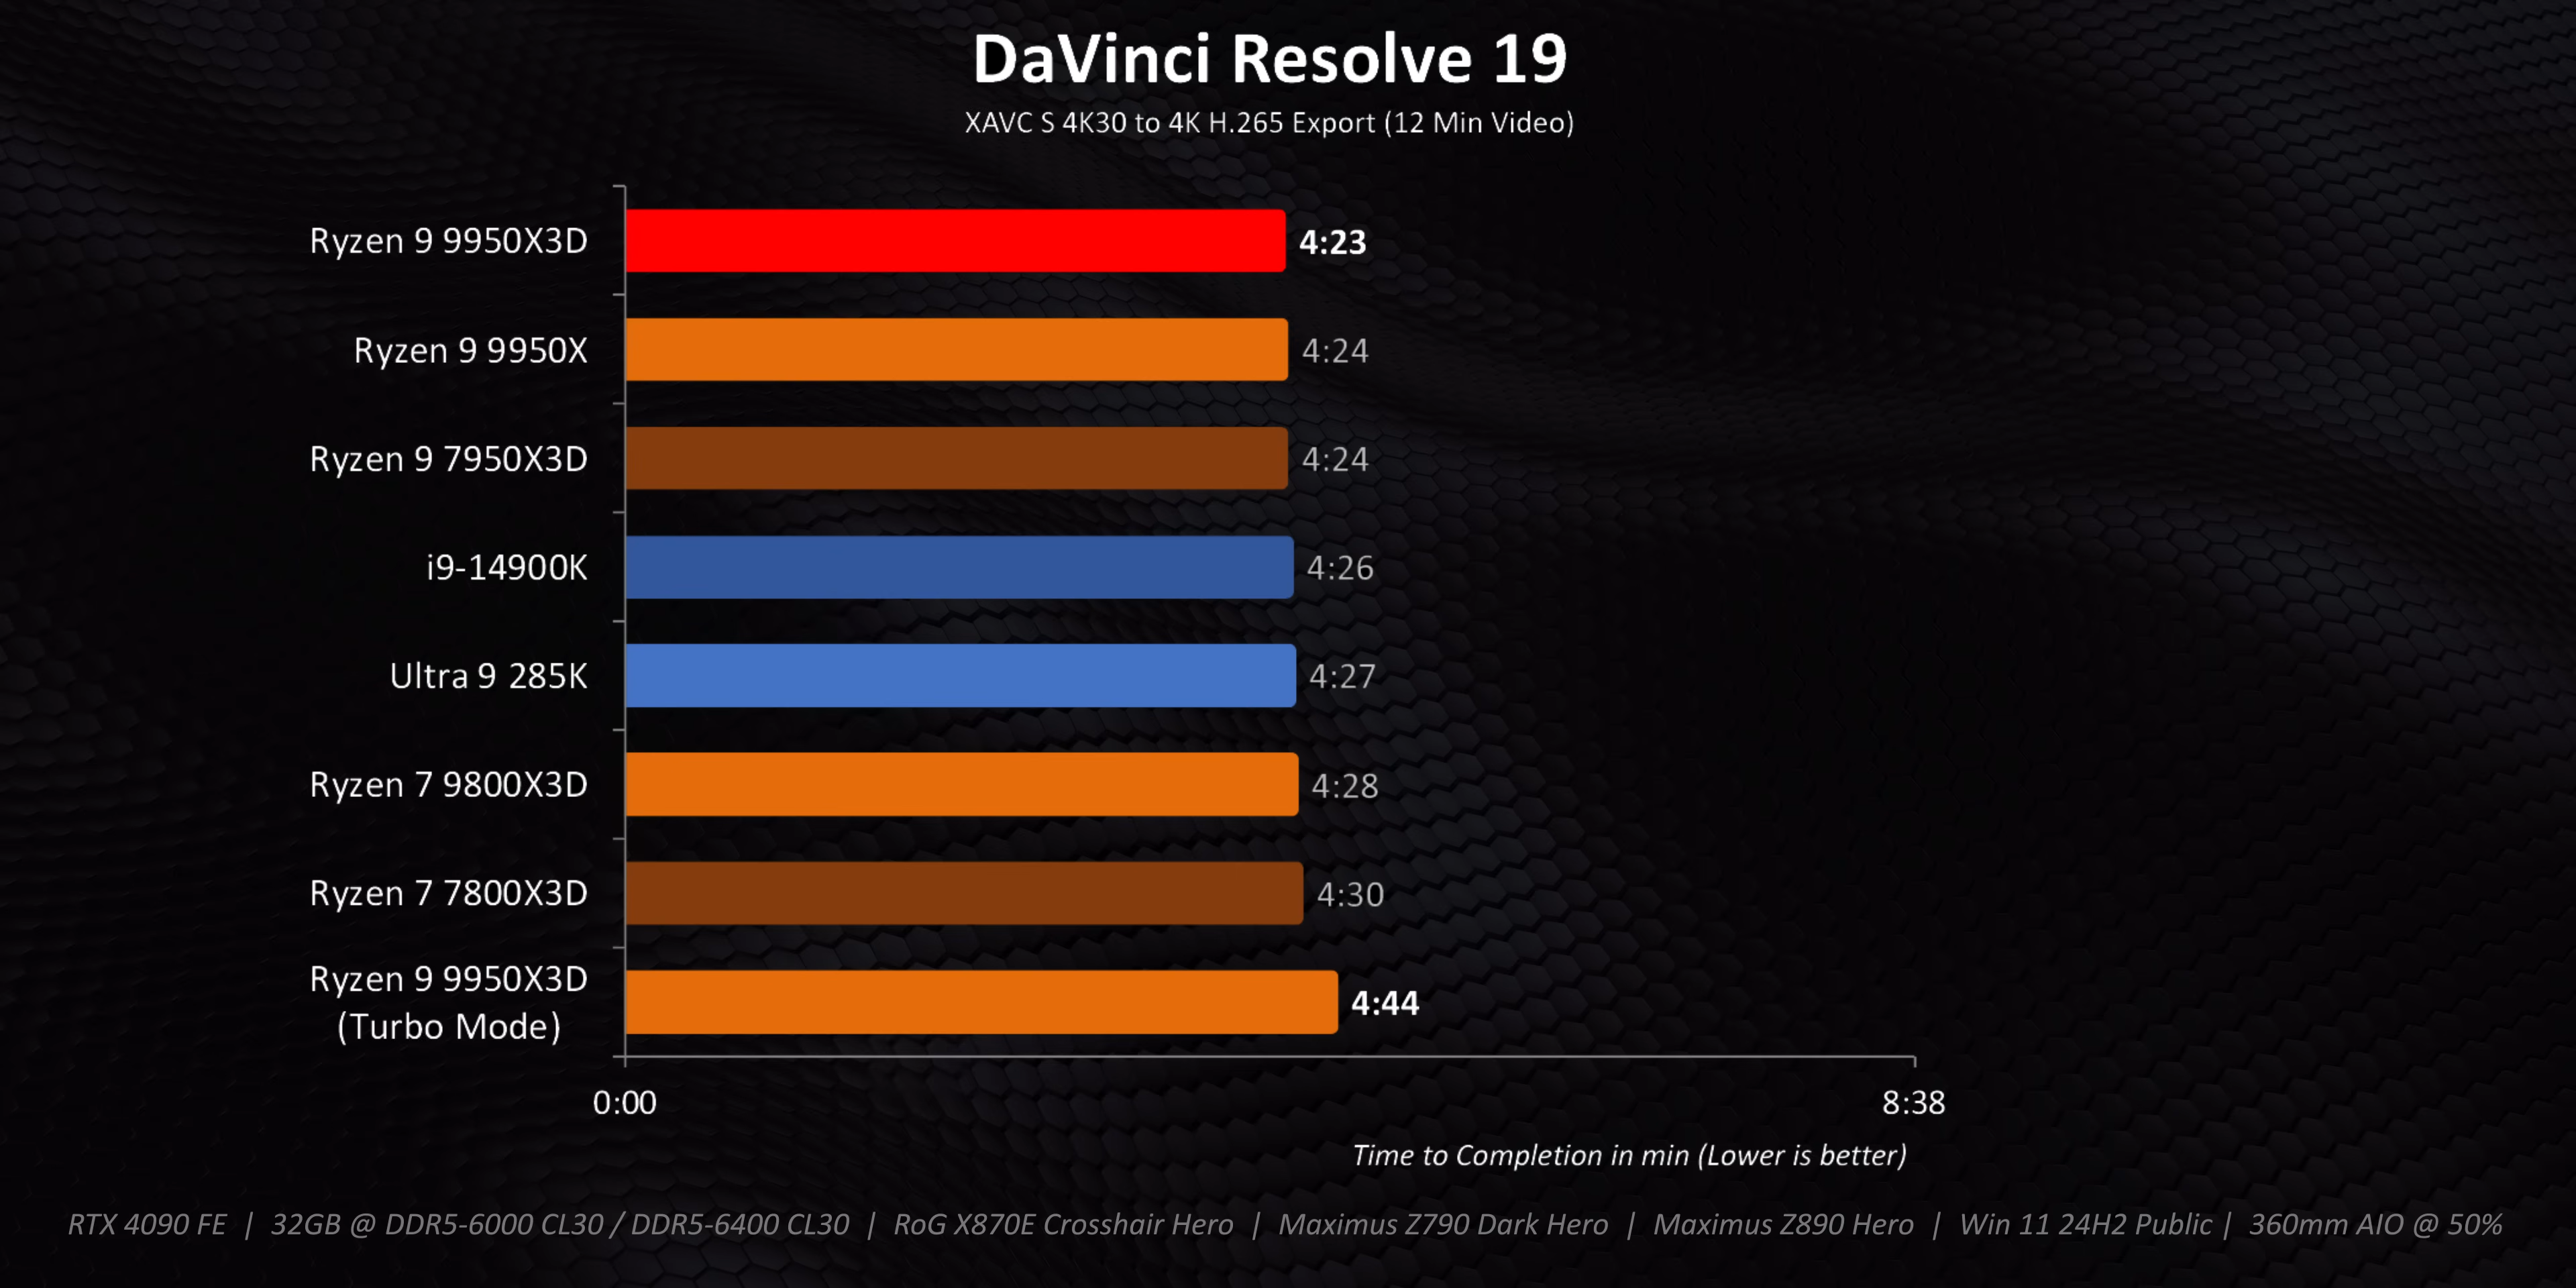 DaVinci Resolve 19
XAVC S 4K30 to 4K H.265 Export (12 Min Video)
Ryzen 9 9950X3D
4:23
Ryzen 9 9950X
4:24
Ryzen 9 7950X3D
4:24
i9-14900K
4:26
Ultra 9 285K
4:27
Ryzen 7 9800X3D
4:28
Ryzen 7 7800X3D
4:30
Ryzen 9 9950X3D
(Turbo Mode)
4:44
0:00
8:38
Time to Completion in min (Lower is better)
RTX 4090 FE | 32GB @ DDR5-6000 CL30 / DDR5-6400 CL30 | RoG X870E Crosshair Hero | Maximus Z790 Dark Hero | Maximus Z890 Hero | Win 11 24H2 Public | 360mm AIO @ 50%